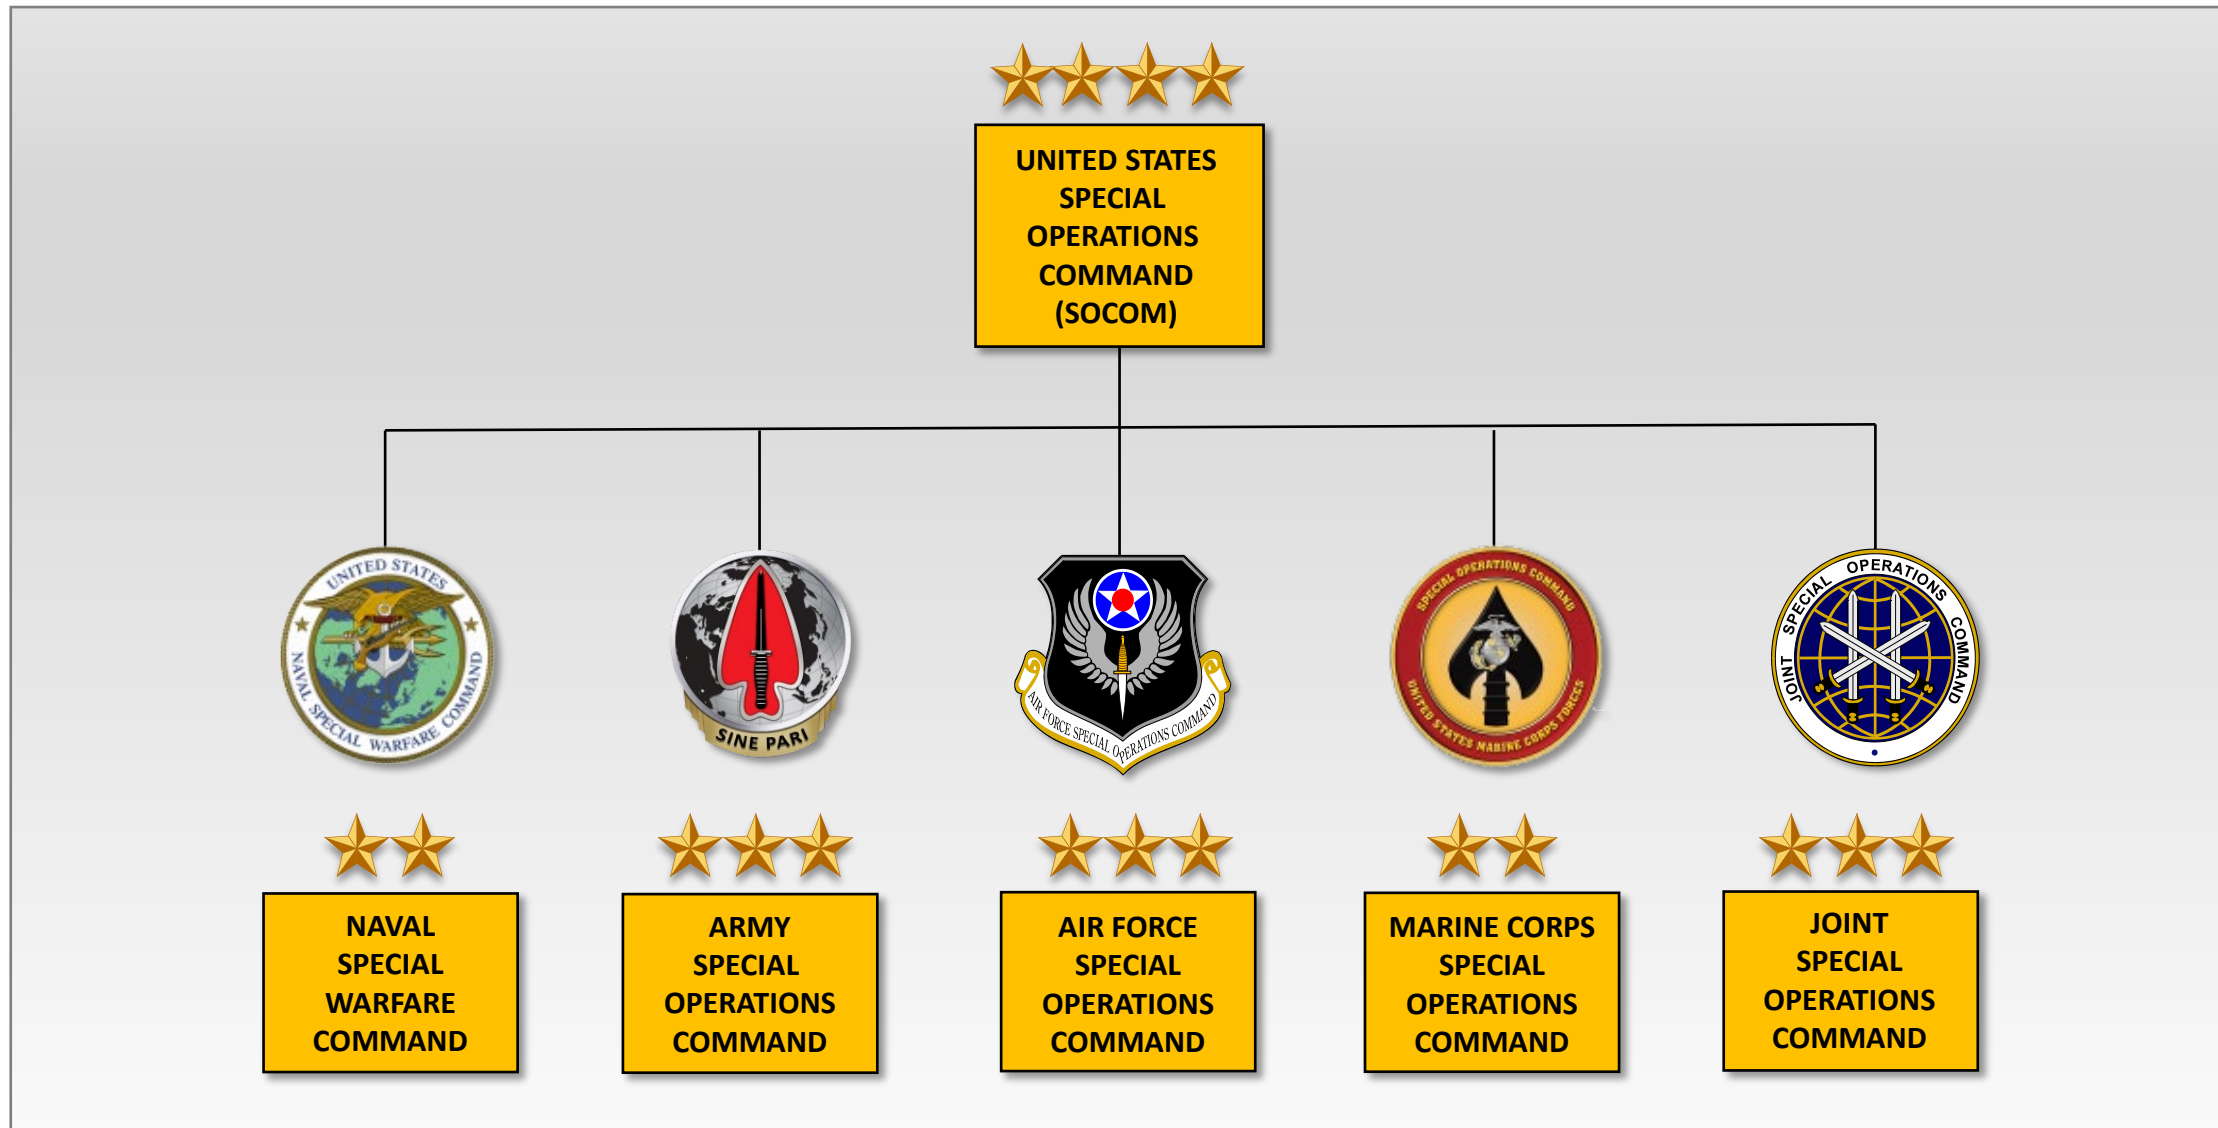 UNITED STATES
SPECIAL
OPERATIONS
COMMAND
(SOCOM)
UNITED STATES
NAVAL SPECIAL WARFARE COMMAND
SINE PARI
AIR FORCE SPECIAL OPERATIONS COMMAND
SPECIAL OPERATIONS COMMAND
UNITED STATES MARINE CORPS FORCES
JOINT SPECIAL OPERATIONS COMMAND
NAVAL
SPECIAL
WARFARE
COMMAND
ARMY
SPECIAL
OPERATIONS
COMMAND
AIR FORCE
SPECIAL
OPERATIONS
COMMAND
MARINE CORPS
SPECIAL
OPERATIONS
COMMAND
JOINT
SPECIAL
OPERATIONS
COMMAND